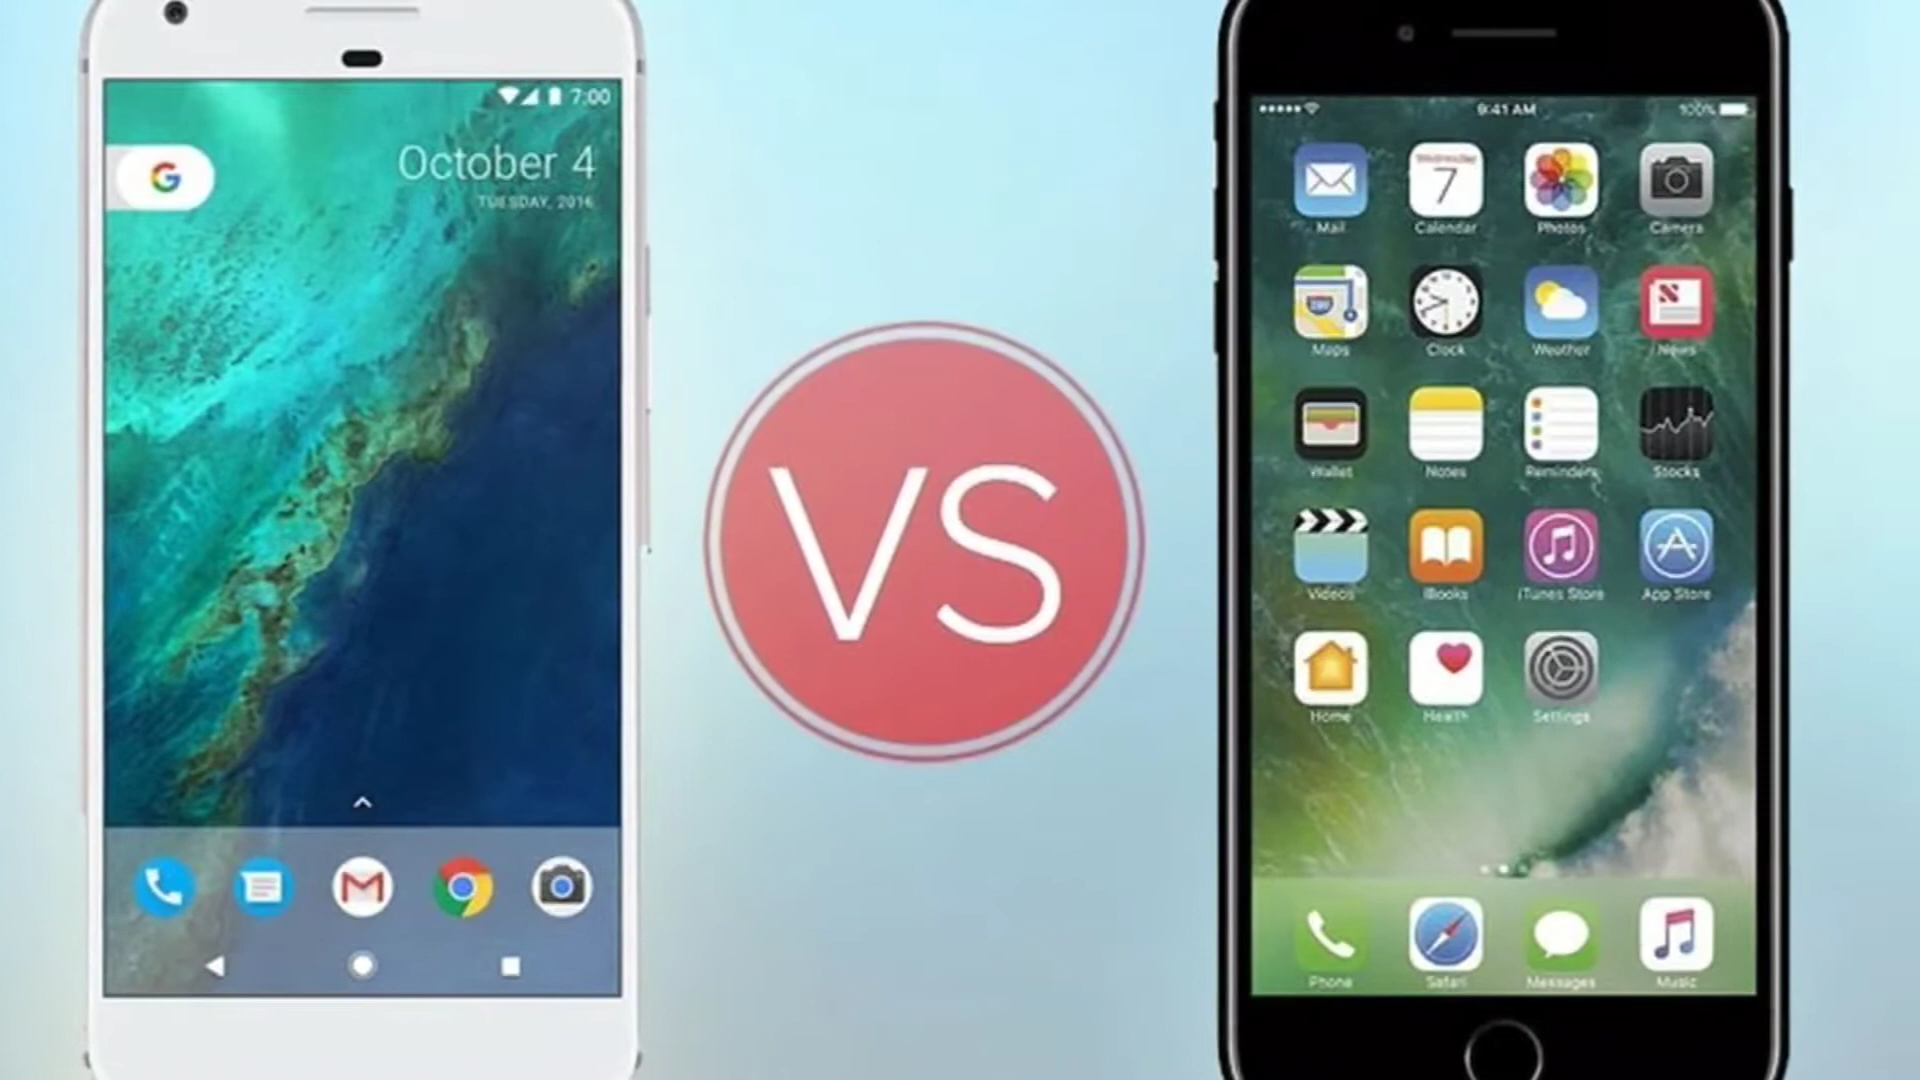 7:00
October 4
TUESDAY, 2016
VS
9:41 AM 100%
Wednesday
7
Mail Calendar Photos Camera
Maps Clock Weather News
Wallet Notes Reminders Stocks
Videos iBooks iTunes Store App Store
Home Health Settings
Phone Safari Messages Music